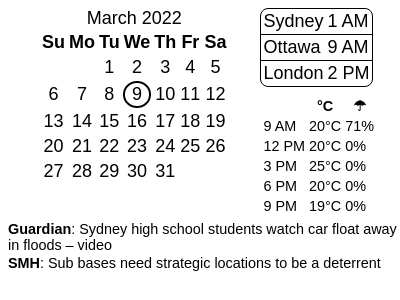 March 2022
Su Mo Tu We Th Fr Sa
1 2 3 4 5
6 7 8 9 10 11 12
13 14 15 16 17 18 19
20 21 22 23 24 25 26
27 28 29 30 31
Sydney 1 AM
Ottawa 9 AM
London 2 PM
°C ☂
9 AM 20°C 71%
12 PM 20°C 0%
3 PM 25°C 0%
6 PM 20°C 0%
9 PM 19°C 0%
Guardian: Sydney high school students watch car float away
in floods – video
SMH: Sub bases need strategic locations to be a deterrent